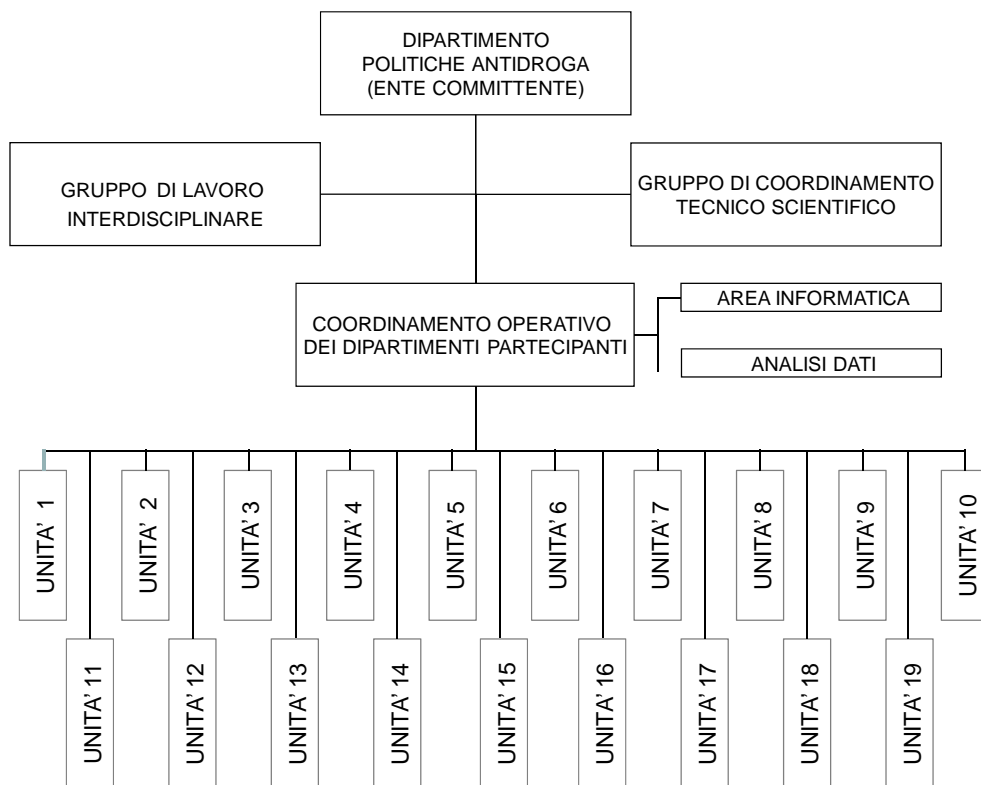 DIPARTIMENTO
POLITICHE ANTIDROGA
(ENTE COMMITTENTE)
GRUPPO DI LAVORO
INTERDISCIPLINARE
GRUPPO DI COORDINAMENTO
TECNICO SCIENTIFICO
COORDINAMENTO OPERATIVO
DEI DIPARTIMENTI PARTECIPANTI
AREA INFORMATICA
ANALISI DATI
UNITA' 1
UNITA' 2
UNITA' 3
UNITA' 4
UNITA' 5
UNITA' 6
UNITA' 7
UNITA' 8
UNITA' 9
UNITA' 10
UNITA' 11
UNITA' 12
UNITA' 13
UNITA' 14
UNITA' 15
UNITA' 16
UNITA' 17
UNITA' 18
UNITA' 19